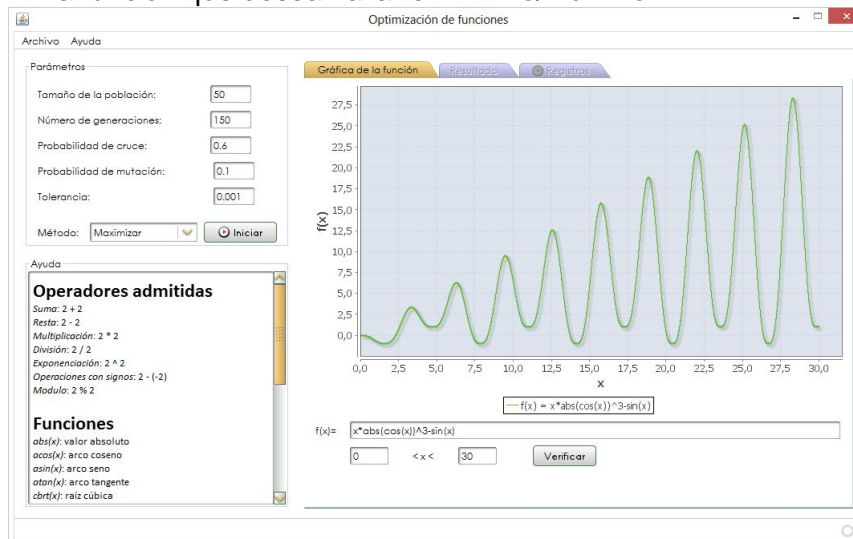 Optimización de funciones
Archivo Ayuda
Parámetros
Tamaño de la población: 50
Número de generaciones: 150
Probabilidad de cruce: 0.6
Probabilidad de mutación: 0.1
Tolerancia: 0.001
Método: Maximizar Iniciar
Ayuda
Operadores admitidas
Suma: 2 + 2
Resta: 2 - 2
Multiplicación: 2 * 2
División: 2 / 2
Exponenciación: 2 ^ 2
Operaciones con signos: 2 - (-2)
Modulo: 2 % 2
Funciones
abs(x): valor absoluto
acos(x): arco coseno
asin(x): arco seno
atan(x): arco tangente
cbrt(x): raíz cúbica
Gráfica de la función Resultado Registros
27,5
25,0
22,5
20,0
17,5
15,0
12,5
10,0
7,5
5,0
2,5
0,0
f(x)
0,0 2,5 5,0 7,5 10,0 12,5 15,0 17,5 20,0 22,5 25,0 27,5 30,0
x
f(x) = x*abs(cos(x))^3-sin(x)
f(x)= x*abs(cos(x))^3-sin(x)
0 < x < 30 Verificar